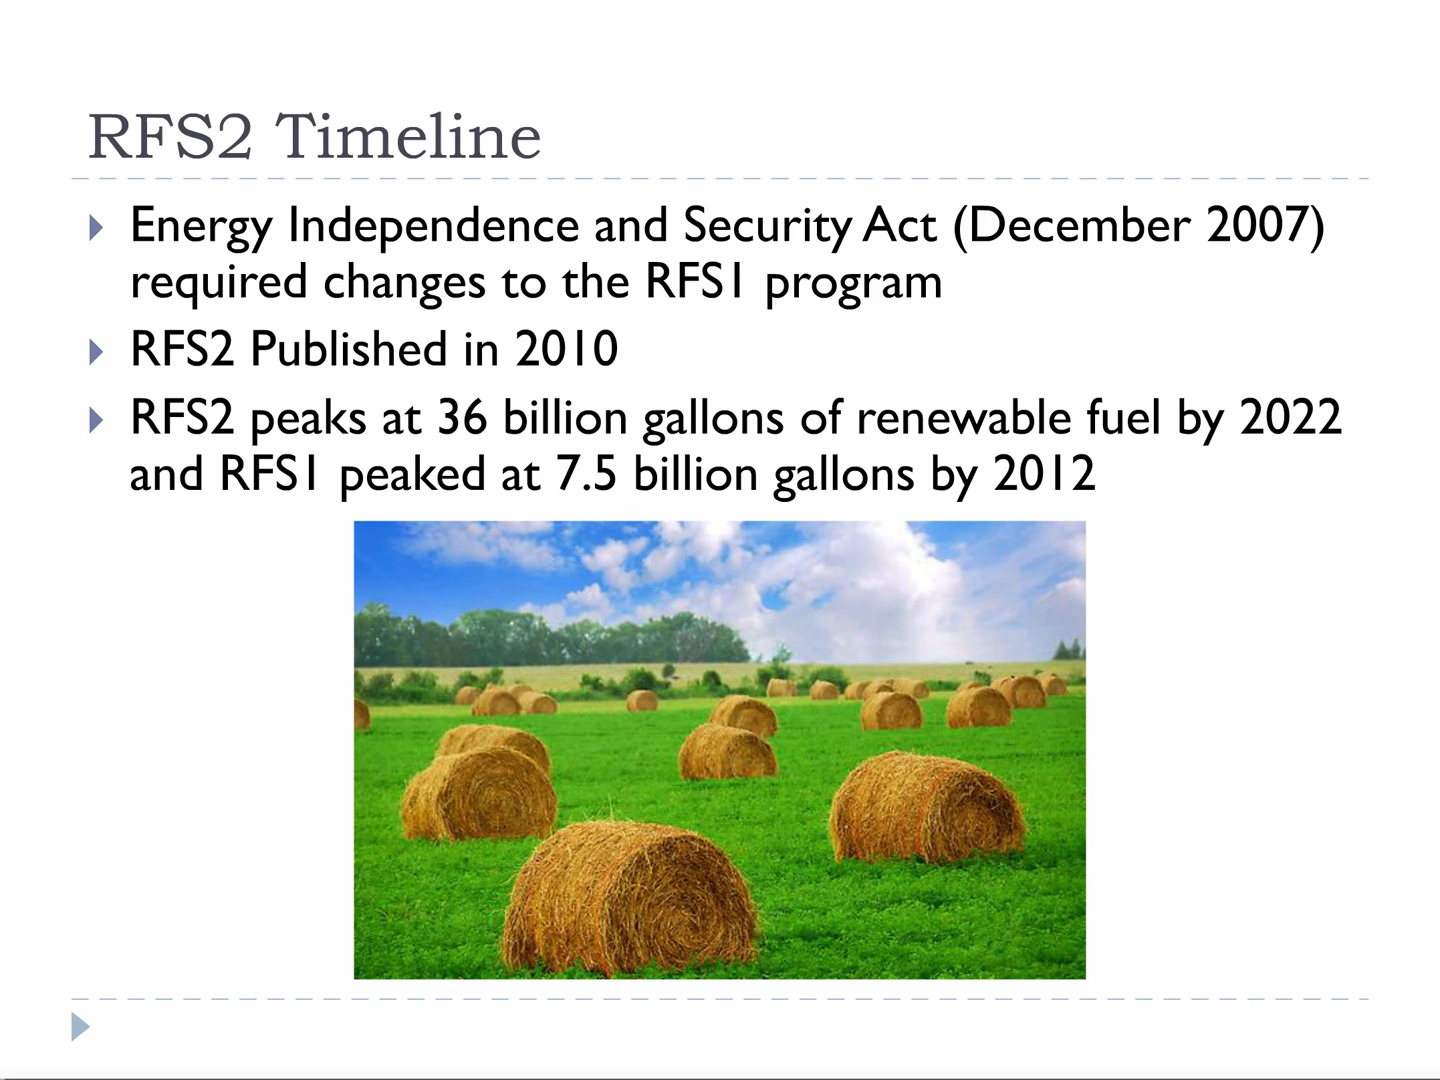 RFS2 Timeline
Energy Independence and Security Act (December 2007)
required changes to the RFS1 program
RFS2 Published in 2010
RFS2 peaks at 36 billion gallons of renewable fuel by 2022
and RFS1 peaked at 7.5 billion gallons by 2012